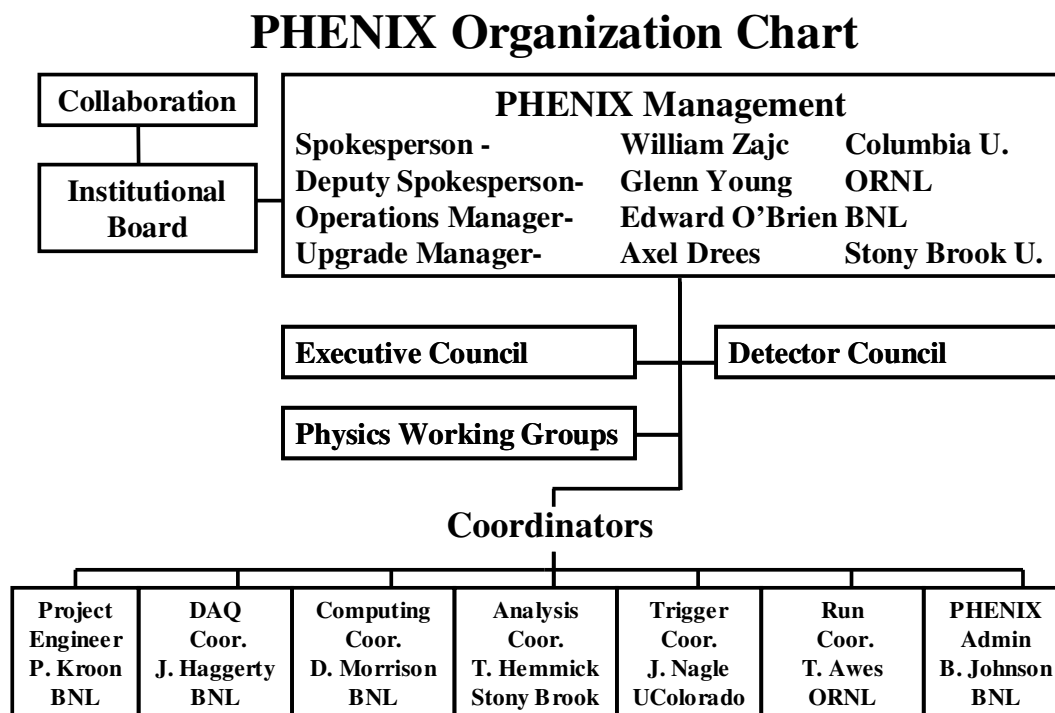 PHENIX Organization Chart
Collaboration
Institutional
Board
PHENIX Management
Spokesperson - William Zajc Columbia U.
Deputy Spokesperson- Glenn Young ORNL
Operations Manager- Edward O’Brien BNL
Upgrade Manager- Axel Drees Stony Brook U.
Executive Council
Detector Council
Physics Working Groups
Coordinators
Project
Engineer
P. Kroon
BNL
DAQ
Coor.
J. Haggerty
BNL
Computing
Coor.
D. Morrison
BNL
Analysis
Coor.
T. Hemmick
Stony Brook
Trigger
Coor.
J. Nagle
UColorado
Run
Coor.
T. Awes
ORNL
PHENIX
Admin
B. Johnson
BNL